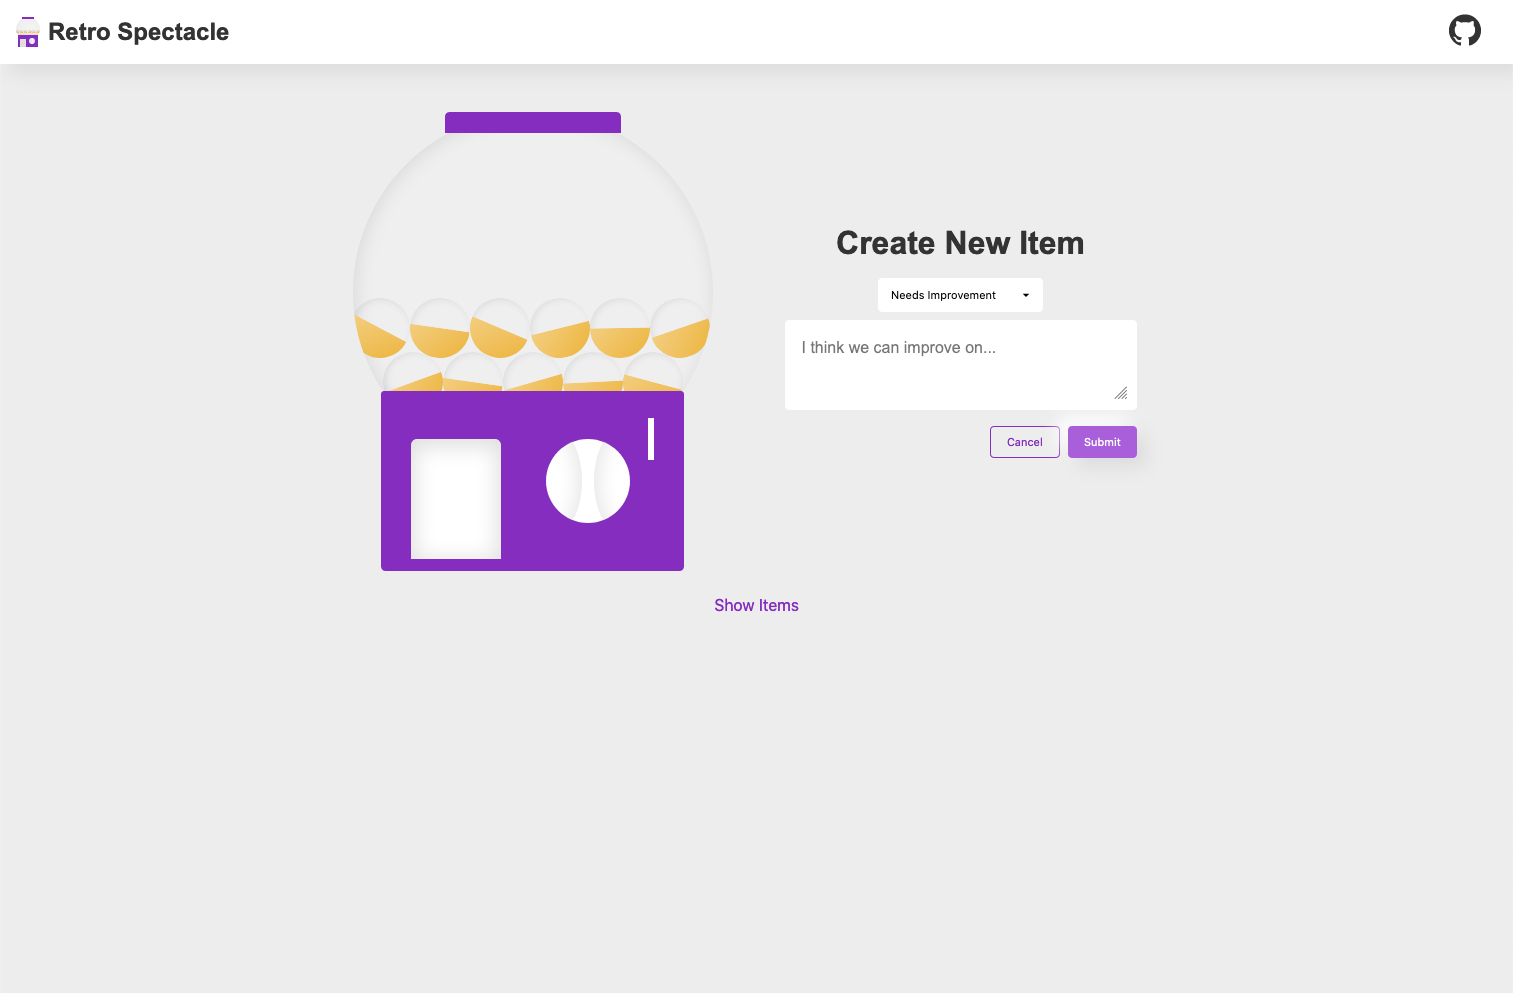 Retro Spectacle
Create New Item
Needs Improvement
I think we can improve on...
Cancel
Submit
Show Items